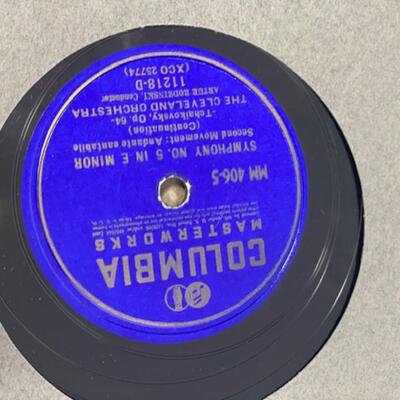 COLUMBIA
MASTERWORKS
MM 406-5
SYMPHONY NO. 5 IN E MINOR
Second Movement: Andante cantabile
(Continuation)
-Tchaikovsky, Op. 64-
THE CLEVELAND ORCHESTRA
ARTUR RODZINSKI, Conductor
11218-D
(XCO 25774)